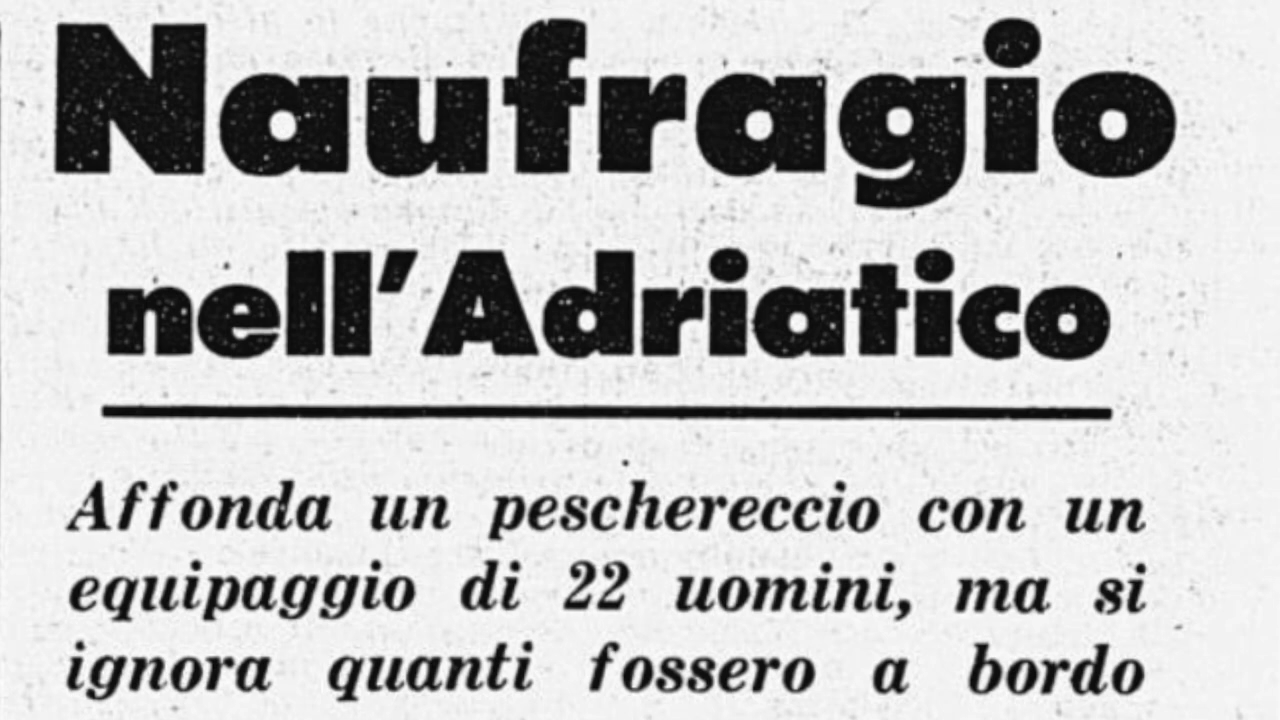 Naufragio
nell'Adriatico
Affonda un peschereccio con un
equipaggio di 22 uomini, ma si
ignora quanti fossero a bordo